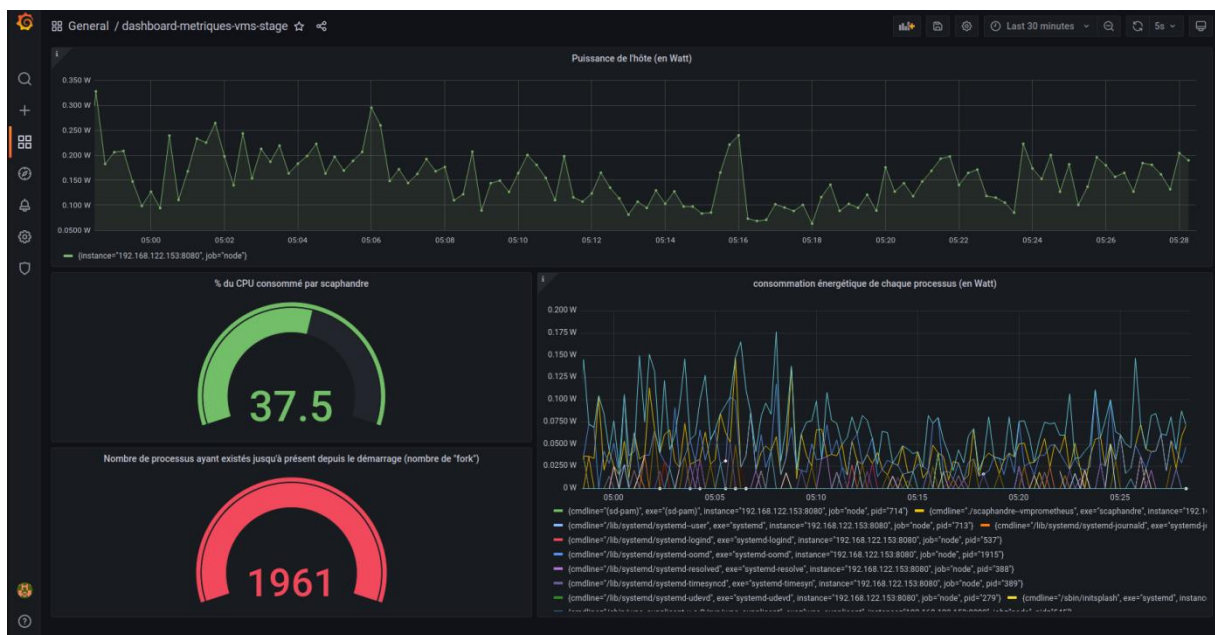 General / dashboard-metriques-vms-stage
Last 30 minutes
5s
Puissance de l'hôte (en Watt)
0.350 W
0.300 W
0.250 W
0.200 W
0.150 W
0.100 W
0.0500 W
05:00 05:02 05:04 05:06 05:08 05:10 05:12 05:14 05:16 05:18 05:20 05:22 05:24 05:26 05:28
{instance="192.168.122.153:8080", job="node"}
% du CPU consommé par scaphandre
37.5
Nombre de processus ayant existés jusqu'à présent depuis le démarrage (nombre de "fork")
1961
consommation énergétique de chaque processus (en Watt)
0.200 W
0.175 W
0.150 W
0.125 W
0.100 W
0.0750 W
0.0500 W
0.0250 W
0 W
05:00 05:05 05:10 05:15 05:20 05:25
{cmdline="(sd-pam)", exe="(sd-pam)", instance="192.168.122.153:8080", job="node", pid="714"} {cmdline="./scaphandre--vmprometheus", exe="scaphandre", instance="192.1
{cmdline="/lib/systemd/systemd--user", exe="systemd", instance="192.168.122.153:8080", job="node", pid="713"} {cmdline="/lib/systemd/systemd-journald", exe="systemd-j
{cmdline="/lib/systemd/systemd-logind", exe="systemd-logind", instance="192.168.122.153:8080", job="node", pid="537"}
{cmdline="/lib/systemd/systemd-oomd", exe="systemd-oomd", instance="192.168.122.153:8080", job="node", pid="1915"}
{cmdline="/lib/systemd/systemd-resolved", exe="systemd-resolve", instance="192.168.122.153:8080", job="node", pid="388"}
{cmdline="/lib/systemd/systemd-timesyncd", exe="systemd-timesyn", instance="192.168.122.153:8080", job="node", pid="389"}
{cmdline="/lib/systemd/systemd-udevd", exe="systemd-udevd", instance="192.168.122.153:8080", job="node", pid="279"} {cmdline="/sbin/initsplash", exe="systemd", instanc